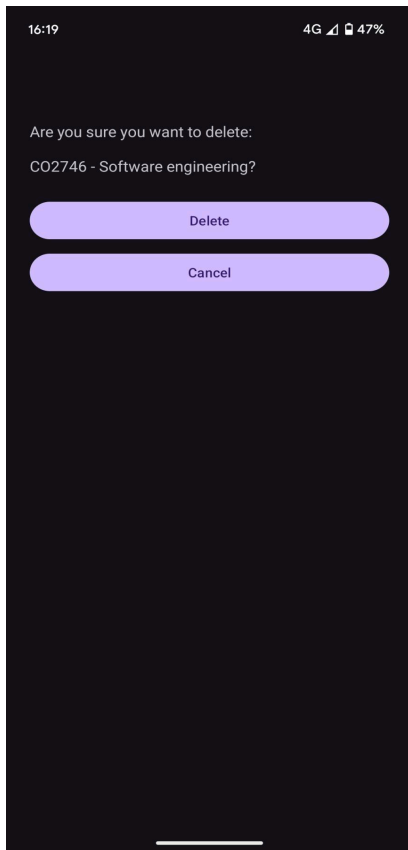 16:19 4G 47%
Are you sure you want to delete:
CO2746 - Software engineering?
Delete
Cancel